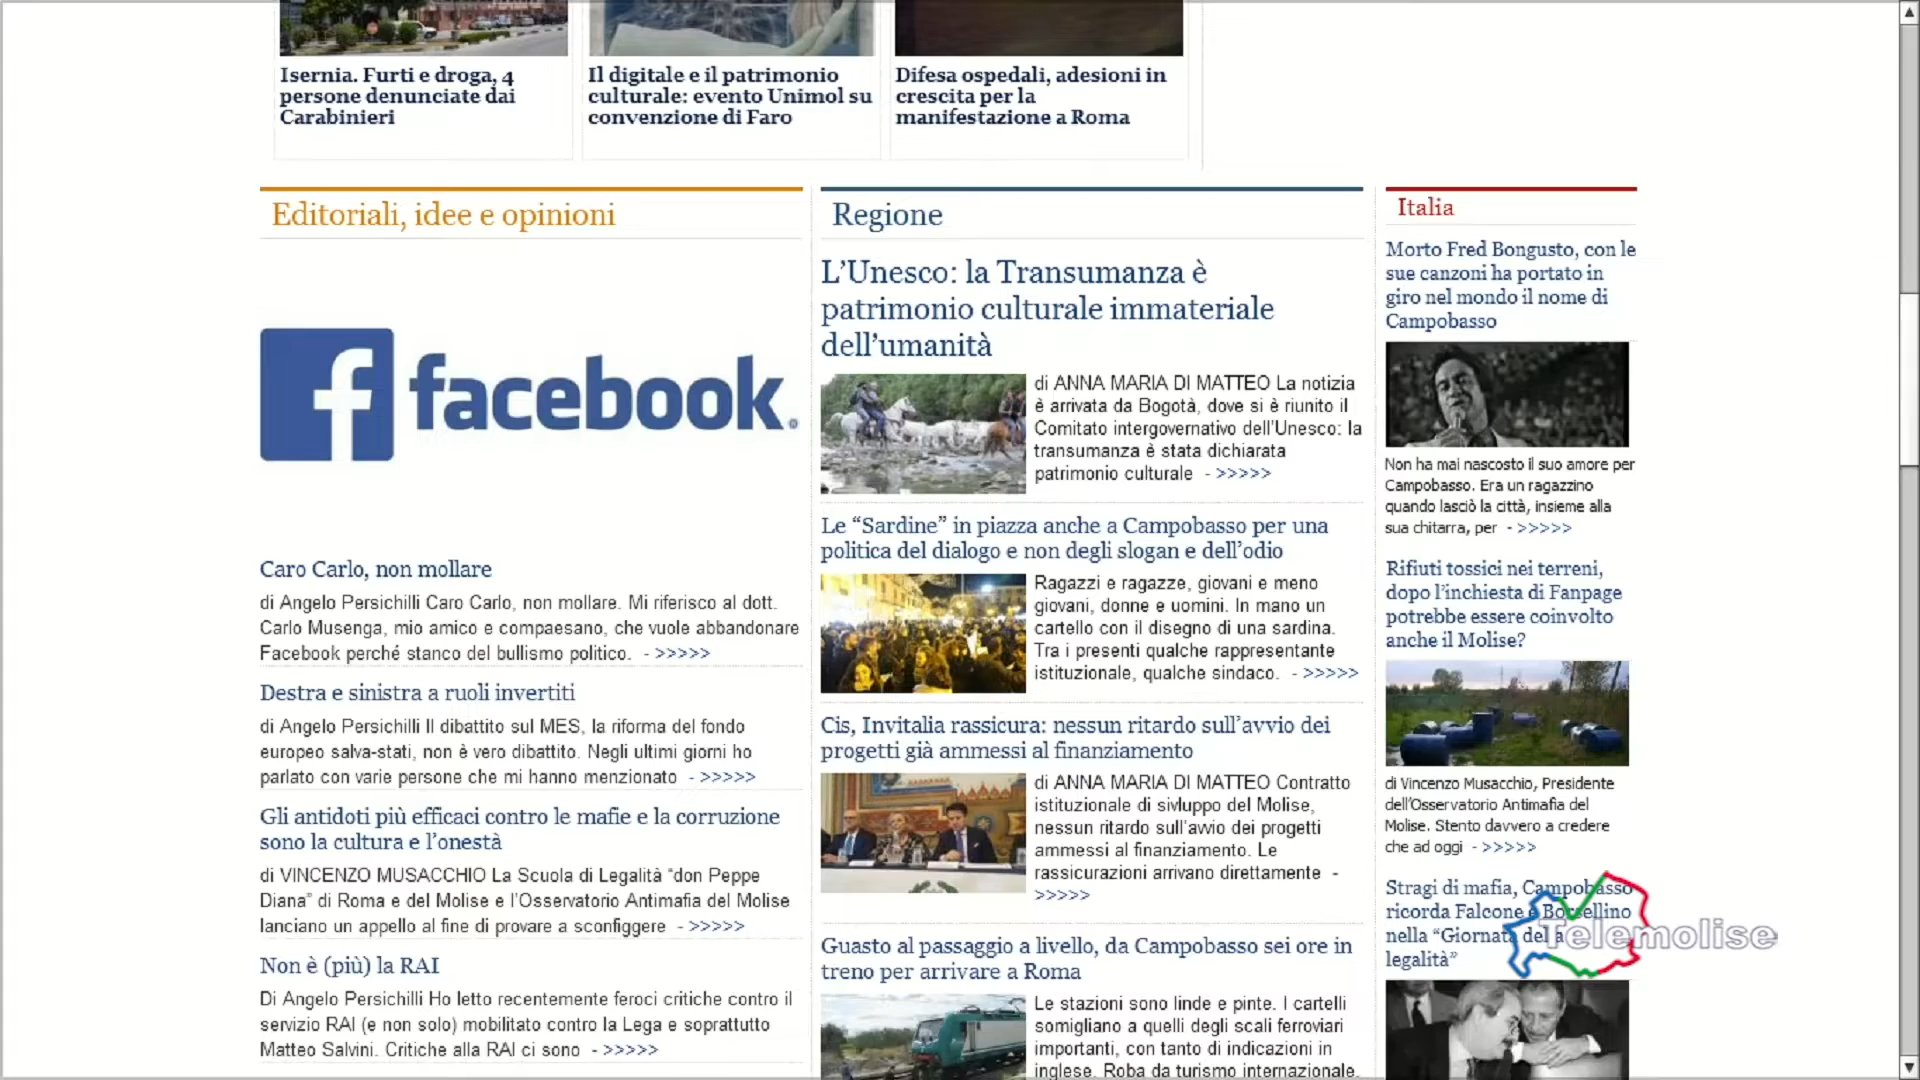 Isernia. Furti e droga, 4
persone denunciate dai
Carabinieri
Il digitale e il patrimonio
culturale: evento Unimol su
convenzione di Faro
Difesa ospedali, adesioni in
crescita per la
manifestazione a Roma
Editoriali, idee e opinioni
facebook.
Caro Carlo, non mollare
di Angelo Persichilli Caro Carlo, non mollare. Mi riferisco al dott.
Carlo Musenga, mio amico e compaesano, che vuole abbandonare
Facebook perché stanco del bullismo politico. - >>>>>
Destra e sinistra a ruoli invertiti
di Angelo Persichilli Il dibattito sul MES, la riforma del fondo
europeo salva-stati, non è vero dibattito. Negli ultimi giorni ho
parlato con varie persone che mi hanno menzionato - >>>>>
Gli antidoti più efficaci contro le mafie e la corruzione
sono la cultura e l’onestà
di VINCENZO MUSACCHIO La Scuola di Legalità “don Peppe
Diana” di Roma e del Molise e l’Osservatorio Antimafia del Molise
lanciano un appello al fine di provare a sconfiggere - >>>>>
Non è (più) la RAI
Di Angelo Persichilli Ho letto recentemente feroci critiche contro il
servizio RAI (e non solo) mobilitato contro la Lega e soprattutto
Matteo Salvini. Critiche alla RAI ci sono - >>>>>
Regione
L’Unesco: la Transumanza è
patrimonio culturale immateriale
dell’umanità
di ANNA MARIA DI MATTEO La notizia
è arrivata da Bogotà, dove si è riunito il
Comitato intergovernativo dell’Unesco: la
transumanza è stata dichiarata
patrimonio culturale - >>>>>
Le “Sardine” in piazza anche a Campobasso per una
politica del dialogo e non degli slogan e dell’odio
Ragazzi e ragazze, giovani e meno
giovani, donne e uomini. In mano un
cartello con il disegno di una sardina.
Tra i presenti qualche rappresentante
istituzionale, qualche sindaco. - >>>>>
Cis, Invitalia rassicura: nessun ritardo sull’avvio dei
progetti già ammessi al finanziamento
di ANNA MARIA DI MATTEO Contratto
istituzionale di sivluppo del Molise,
nessun ritardo sull’avvio dei progetti
ammessi al finanziamento. Le
rassicurazioni arrivano direttamente -
>>>>>
Guasto al passaggio a livello, da Campobasso sei ore in
treno per arrivare a Roma
Le stazioni sono linde e pinte. I cartelli
somigliano a quelli degli scali ferroviari
importanti, con tanto di indicazioni in
inglese. Roba da turismo internazionale.
Italia
Morto Fred Bongusto, con le
sue canzoni ha portato in
giro nel mondo il nome di
Campobasso
Non ha mai nascosto il suo amore per
Campobasso. Era un ragazzino
quando lasciò la città, insieme alla
sua chitarra, per - >>>>>
Rifiuti tossici nei terreni,
dopo l’inchiesta di Fanpage
potrebbe essere coinvolto
anche il Molise?
di Vincenzo Musacchio, Presidente
dell’Osservatorio Antimafia del
Molise. Stento davvero a credere
che ad oggi - >>>>>
Stragi di mafia, Campobasso
ricorda Falcone e Borsellino
nella “Giornata della
legalità”
Telemolise